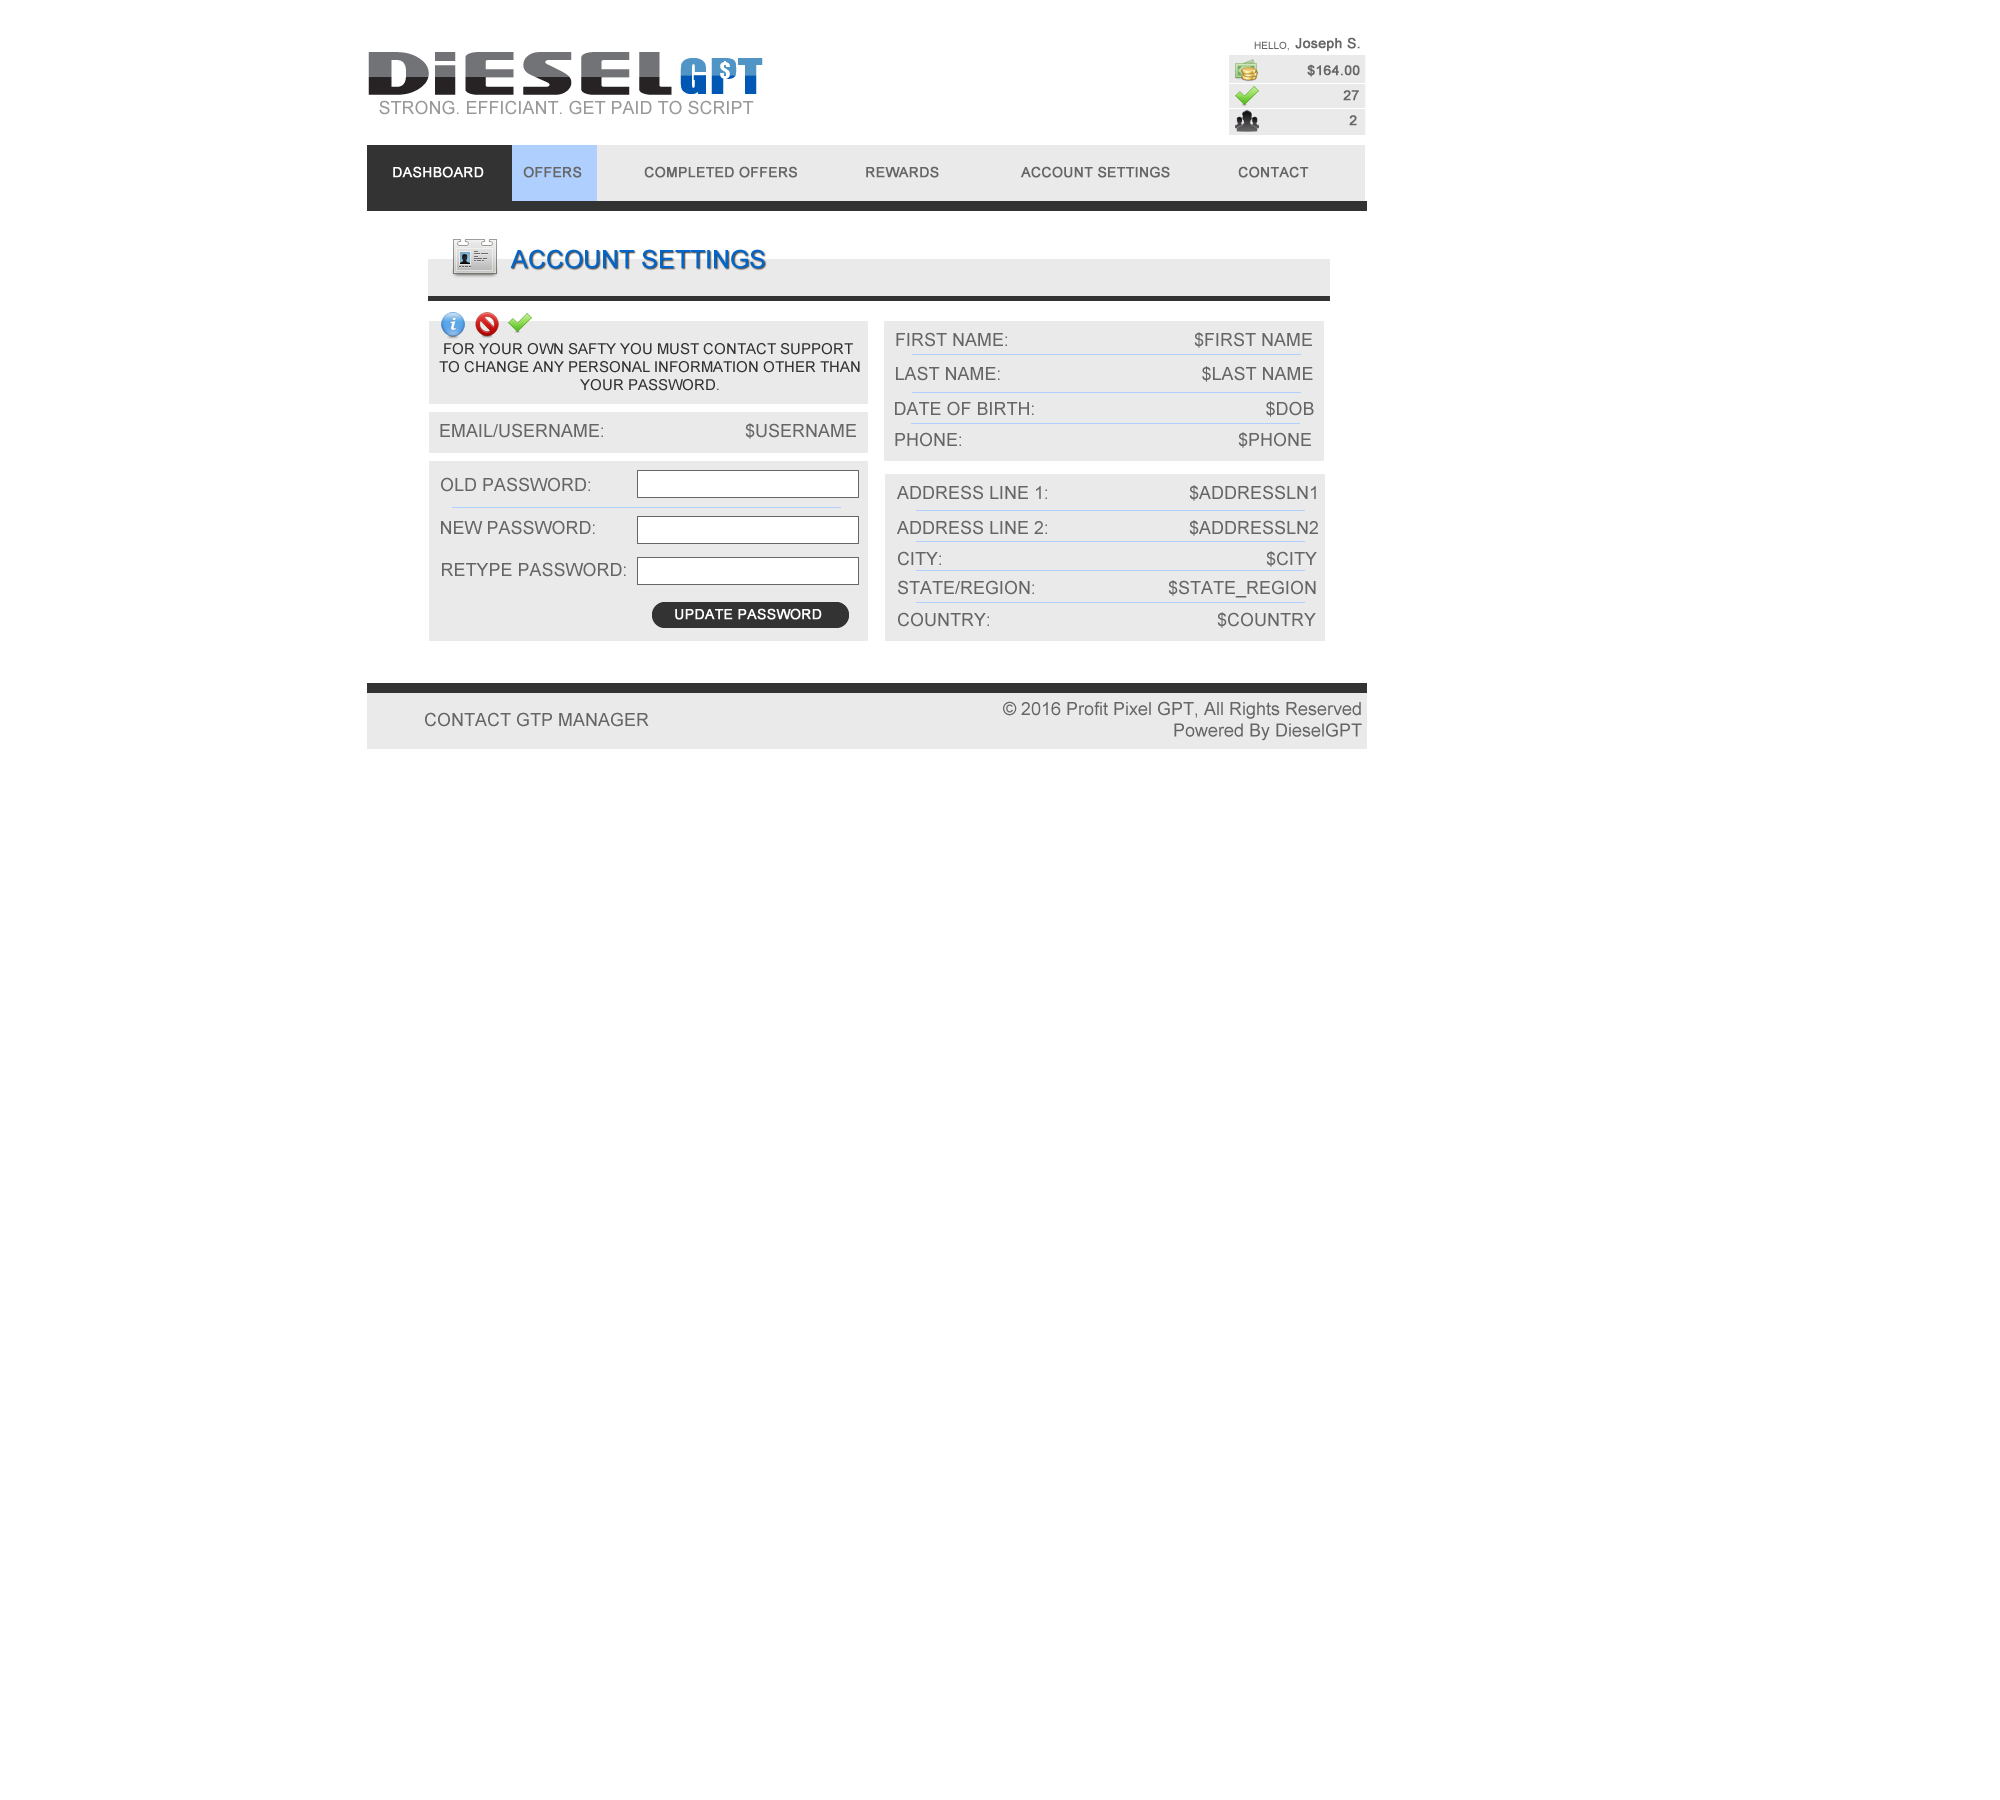 DiESEL GPT
STRONG. EFFICIANT. GET PAID TO SCRIPT
HELLO, Joseph S.
$164.00
27
2
DASHBOARD OFFERS COMPLETED OFFERS REWARDS ACCOUNT SETTINGS CONTACT
ACCOUNT SETTINGS
FOR YOUR OWN SAFTY YOU MUST CONTACT SUPPORT
TO CHANGE ANY PERSONAL INFORMATION OTHER THAN
YOUR PASSWORD.
EMAIL/USERNAME: $USERNAME
OLD PASSWORD:
NEW PASSWORD:
RETYPE PASSWORD:
UPDATE PASSWORD
FIRST NAME: $FIRST NAME
LAST NAME: $LAST NAME
DATE OF BIRTH: $DOB
PHONE: $PHONE
ADDRESS LINE 1: $ADDRESSLN1
ADDRESS LINE 2: $ADDRESSLN2
CITY: $CITY
STATE/REGION: $STATE_REGION
COUNTRY: $COUNTRY
CONTACT GTP MANAGER
© 2016 Profit Pixel GPT, All Rights Reserved
Powered By DieselGPT